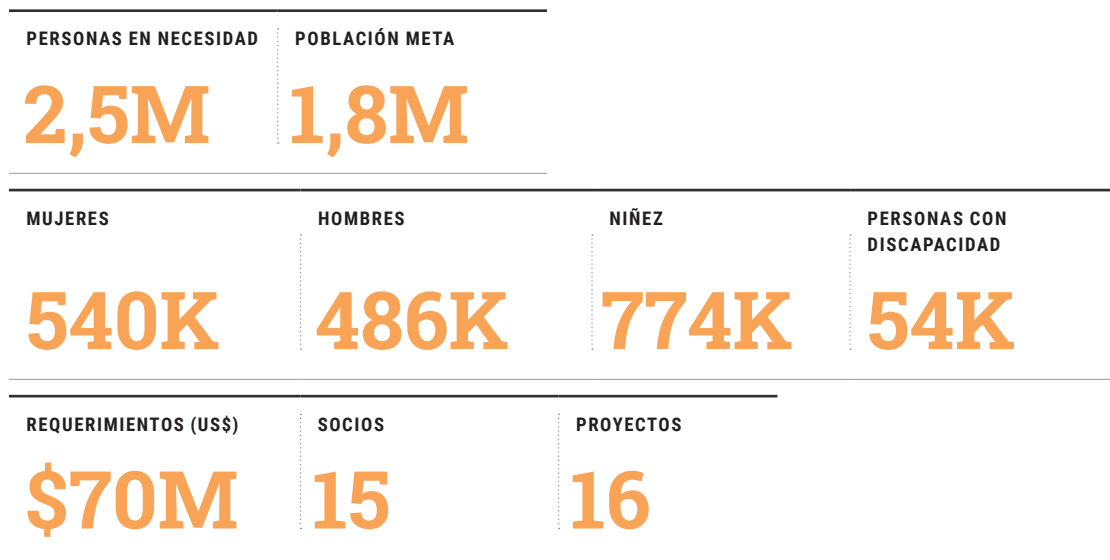 PERSONAS EN NECESIDAD
POBLACIÓN META
2,5M
1,8M
MUJERES
HOMBRES
NIÑEZ
PERSONAS CON
DISCAPACIDAD
540K
486K
774K
54K
REQUERIMIENTOS (US$)
SOCIOS
PROYECTOS
$70M
15
16